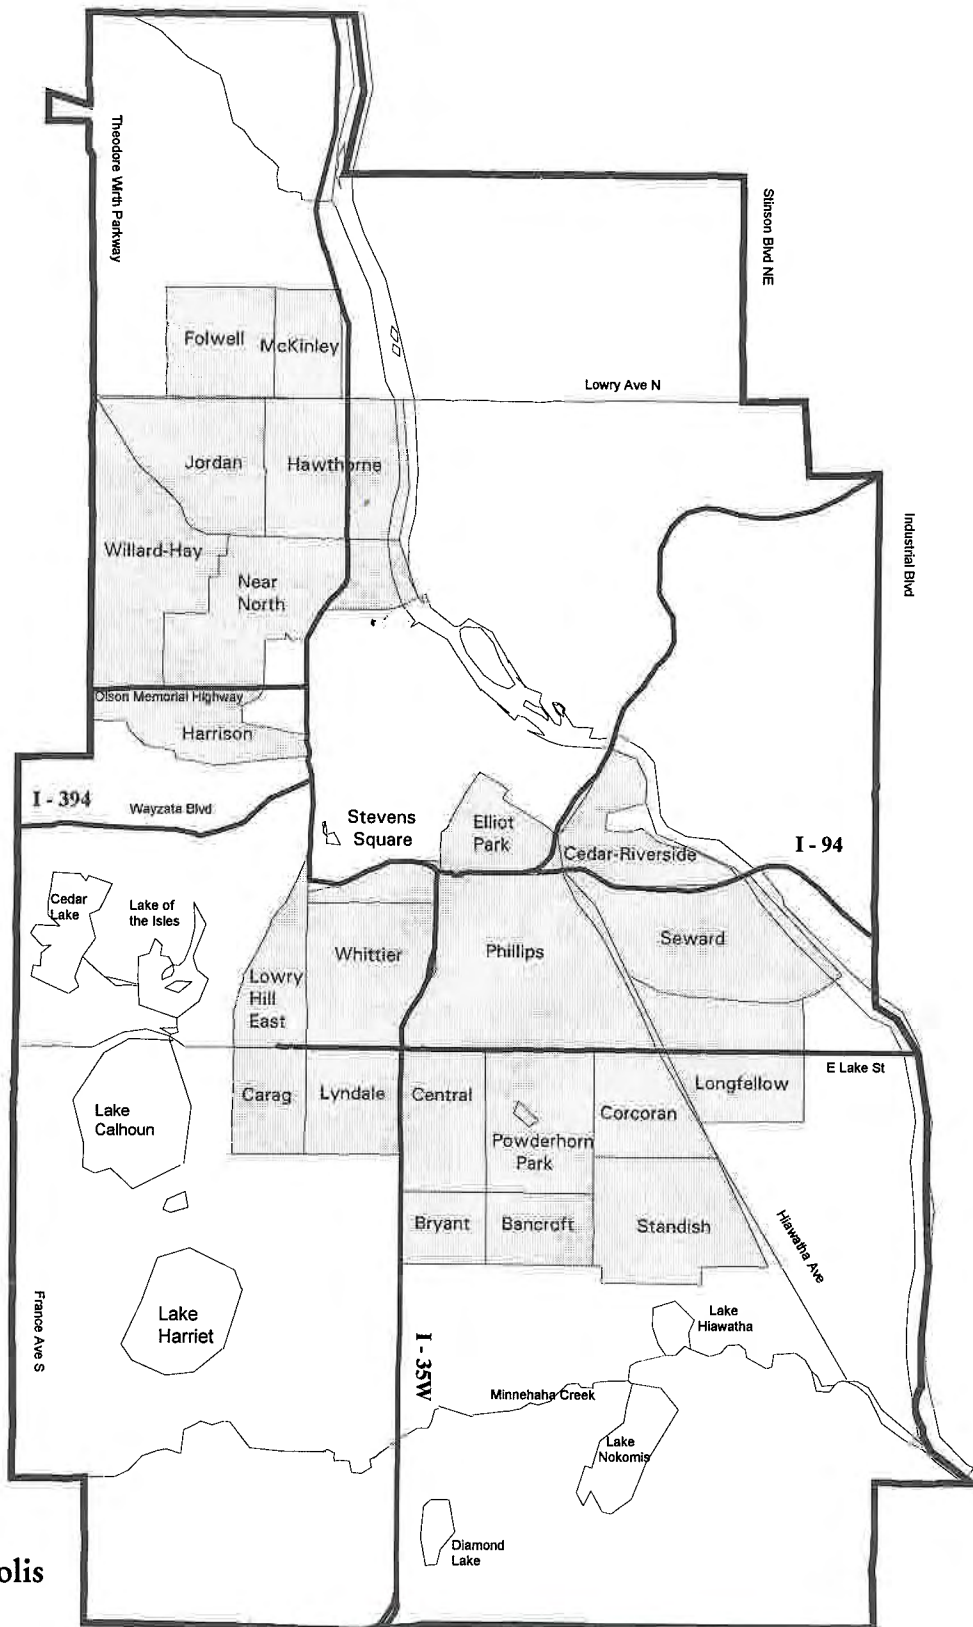 Theodore Wirth Parkway
Stinson Blvd NE
Folwell
McKinley
Lowry Ave N
Jordan
Hawthorne
Industrial Blvd
Willard-Hay
Near
North
Olson Memorial Highway
Harrison
I - 394
Wayzata Blvd
Stevens
Square
Elliot
Park
Cedar-Riverside
I - 94
Cedar
Lake
Lake of
the Isles
Whittier
Phillips
Seward
Lowry
Hill
East
E Lake St
Carag
Lyndale
Central
Longfellow
Corcoran
Lake
Calhoun
Powderhorn
Park
Bryant
Bancroft
Standish
Hiawatha Ave
France Ave S
Lake
Harriet
I - 35W
Lake
Hiawatha
Minnehaha Creek
Lake
Nokomis
Diamond
Lake
olis